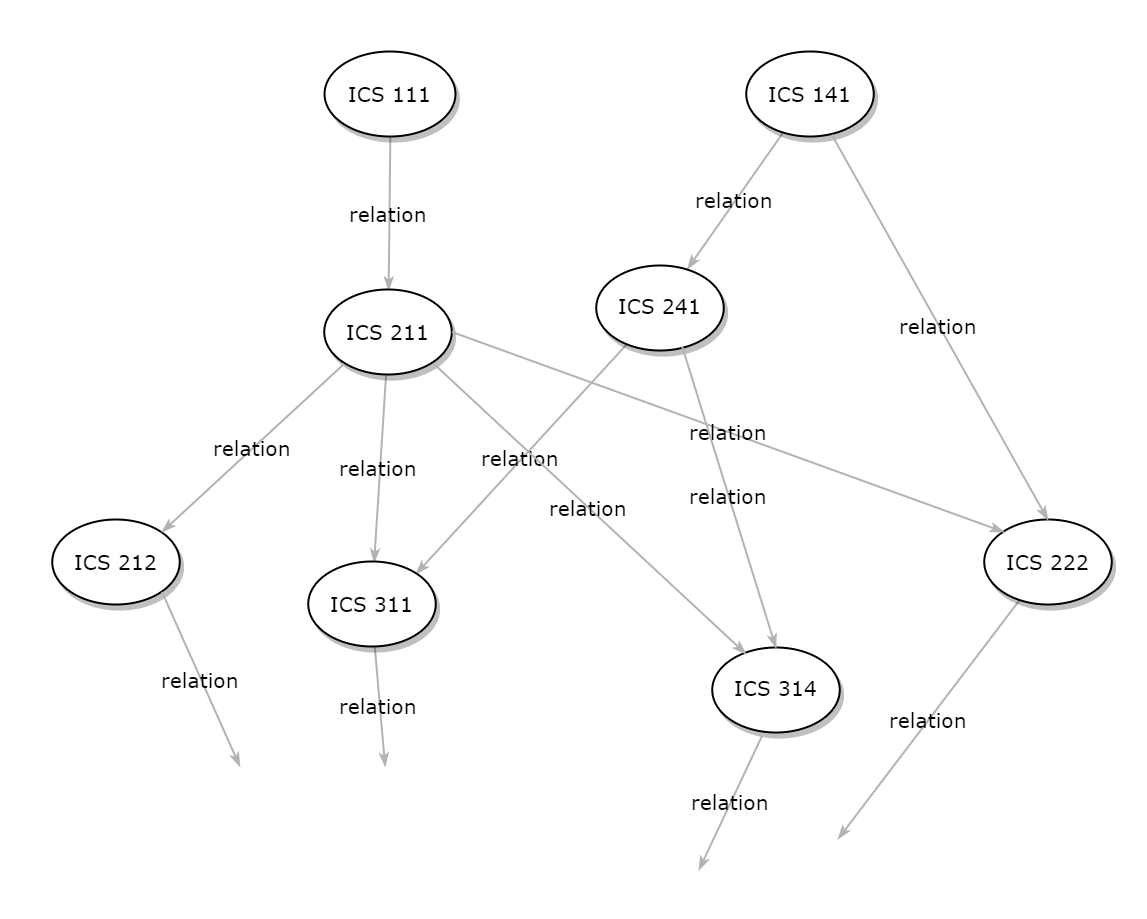 ICS 111
ICS 141
relation
relation
ICS 241
ICS 211
relation
relation
relation
relation
relation
relation
relation
ICS 212
ICS 222
ICS 311
relation
ICS 314
relation
relation
relation